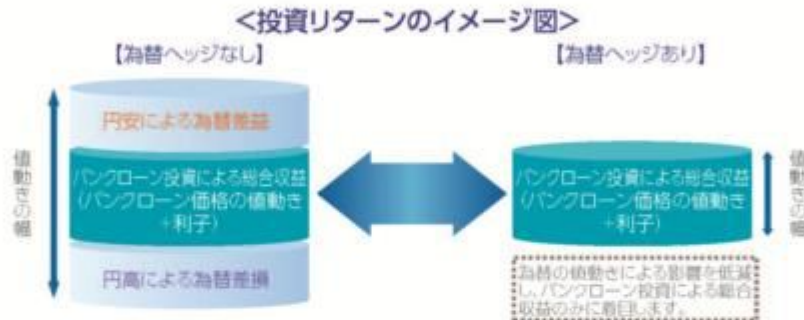 <投資リターンのイメージ図>
【為替ヘッジなし】
【為替ヘッジあり】
値動きの幅
円安による為替差益
バンクローン投資による総合収益
(バンクローン価格の値動き
+利子)
円高による為替差損
バンクローン投資による総合収益
(バンクローン価格の値動き
+利子)
値動きの幅
為替の値動きによる影響を低減
し、バンクローン投資による総合
収益のみに着目します。